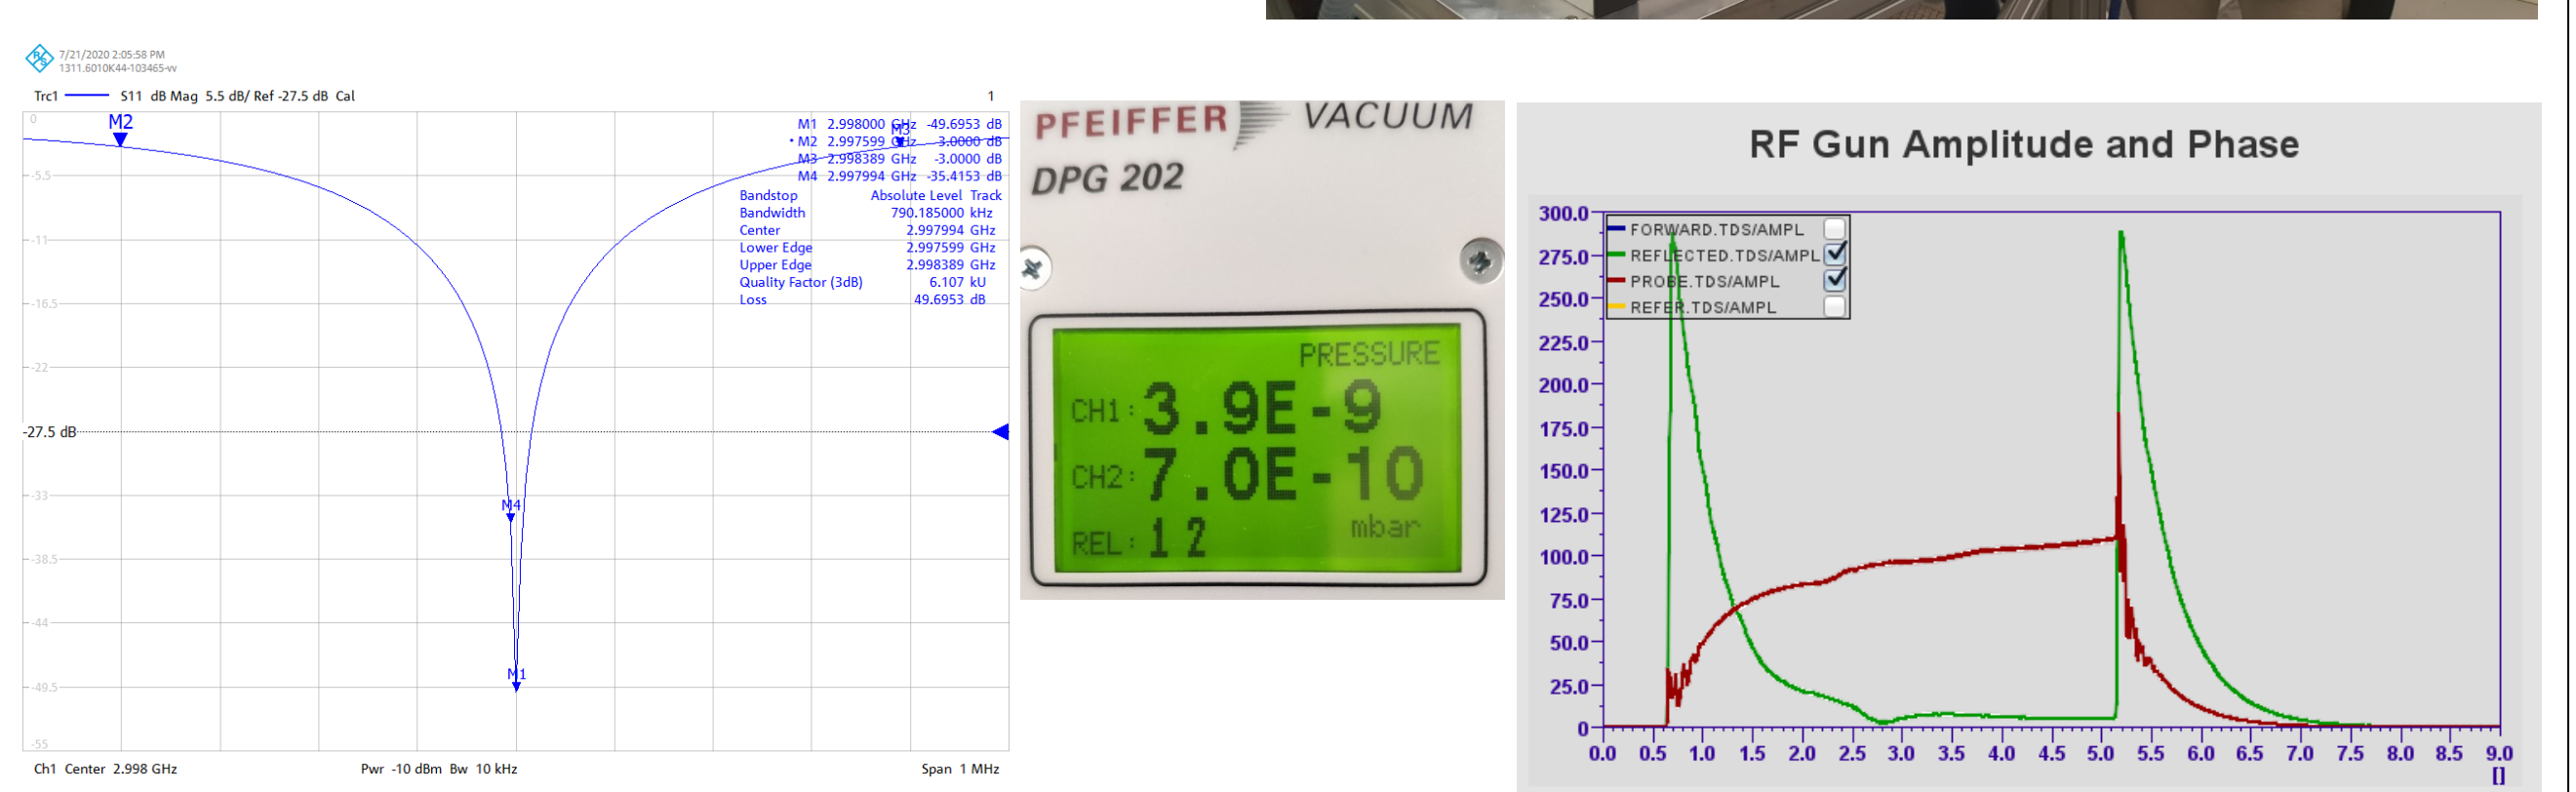 7/21/2020 2:05:58 PM
1311.6010K44-103465-vv
Trc1 S11 dB Mag 5.5 dB/ Ref -27.5 dB Cal
1
0
M2
M3
M1 2.998000 GHz -49.6953 dB
• M2 2.997599 GHz -3.0000 dB
M3 2.998389 GHz -3.0000 dB
M4 2.997994 GHz -35.4153 dB
Bandstop Absolute Level Track
Bandwidth 790.185000 kHz
Center 2.997994 GHz
Lower Edge 2.997599 GHz
Upper Edge 2.998389 GHz
Quality Factor (3dB) 6.107 kU
Loss 49.6953 dB
-5.5
-11
-16.5
-22
-27.5 dB
-33
M4
-38.5
-44
M1
-49.5
-55
Ch1 Center 2.998 GHz Pwr -10 dBm Bw 10 kHz Span 1 MHz
PFEIFFER VACUUM
DPG 202
PRESSURE
CH1: 3.9E-9
CH2: 7.0E-10
REL: 12 mbar
RF Gun Amplitude and Phase
FORWARD.TDS/AMPL
REFLECTED.TDS/AMPL
PROBE.TDS/AMPL
REFER.TDS/AMPL
300.0
275.0
250.0
225.0
200.0
175.0
150.0
125.0
100.0
75.0
50.0
25.0
0
0.0 0.5 1.0 1.5 2.0 2.5 3.0 3.5 4.0 4.5 5.0 5.5 6.0 6.5 7.0 7.5 8.0 8.5 9.0
[]